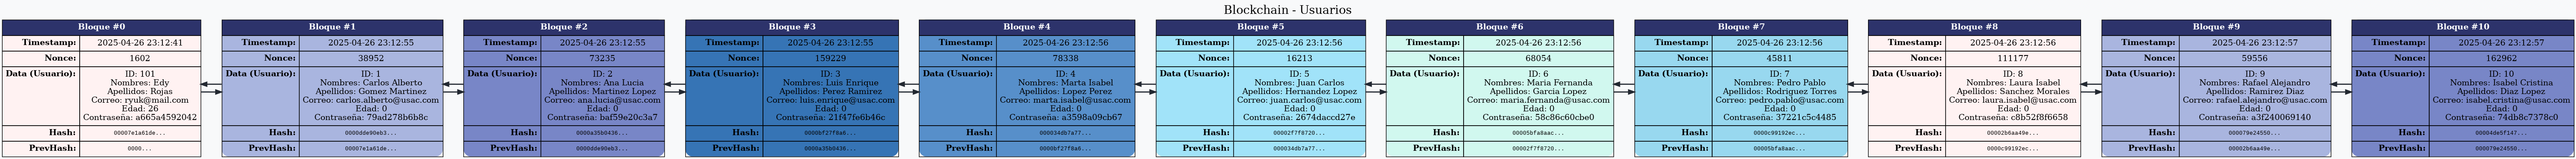 Blockchain - Usuarios
Bloque #0
Timestamp: 2025-04-26 23:12:41
Nonce: 1602
Data (Usuario): ID: 101
Nombres: Edy
Apellidos: Rojas
Correo: ryuk@mail.com
Edad: 26
Contraseña: a665a4592042
Hash: 00007e1a61de...
PrevHash: 0000...
Bloque #1
Timestamp: 2025-04-26 23:12:55
Nonce: 38952
Data (Usuario): ID: 1
Nombres: Carlos Alberto
Apellidos: Gomez Martinez
Correo: carlos.alberto@usac.com
Edad: 0
Contraseña: 79ad278b6b8c
Hash: 0000dde90eb3...
PrevHash: 00007e1a61de...
Bloque #2
Timestamp: 2025-04-26 23:12:55
Nonce: 73235
Data (Usuario): ID: 2
Nombres: Ana Lucia
Apellidos: Martinez Lopez
Correo: ana.lucia@usac.com
Edad: 0
Contraseña: baf59e20c3a7
Hash: 0000a35b0436...
PrevHash: 0000dde90eb3...
Bloque #3
Timestamp: 2025-04-26 23:12:55
Nonce: 159229
Data (Usuario): ID: 3
Nombres: Luis Enrique
Apellidos: Perez Ramirez
Correo: luis.enrique@usac.com
Edad: 0
Contraseña: 21f47fe6b46c
Hash: 0000bf27f8a6...
PrevHash: 0000a35b0436...
Bloque #4
Timestamp: 2025-04-26 23:12:56
Nonce: 78338
Data (Usuario): ID: 4
Nombres: Marta Isabel
Apellidos: Lopez Perez
Correo: marta.isabel@usac.com
Edad: 0
Contraseña: a3598a09cb67
Hash: 000034db7a77...
PrevHash: 0000bf27f8a6...
Bloque #5
Timestamp: 2025-04-26 23:12:56
Nonce: 16213
Data (Usuario): ID: 5
Nombres: Juan Carlos
Apellidos: Hernandez Lopez
Correo: juan.carlos@usac.com
Edad: 0
Contraseña: 2674daccd27e
Hash: 00002f7f8720...
PrevHash: 000034db7a77...
Bloque #6
Timestamp: 2025-04-26 23:12:56
Nonce: 68054
Data (Usuario): ID: 6
Nombres: Maria Fernanda
Apellidos: Garcia Lopez
Correo: maria.fernanda@usac.com
Edad: 0
Contraseña: 58c86c60cbe0
Hash: 00005bfa8aac...
PrevHash: 00002f7f8720...
Bloque #7
Timestamp: 2025-04-26 23:12:56
Nonce: 45811
Data (Usuario): ID: 7
Nombres: Pedro Pablo
Apellidos: Rodriguez Torres
Correo: pedro.pablo@usac.com
Edad: 0
Contraseña: 37221c5c4485
Hash: 0000c99192ec...
PrevHash: 00005bfa8aac...
Bloque #8
Timestamp: 2025-04-26 23:12:56
Nonce: 111177
Data (Usuario): ID: 8
Nombres: Laura Isabel
Apellidos: Sanchez Morales
Correo: laura.isabel@usac.com
Edad: 0
Contraseña: c8b52f8f6658
Hash: 00002b6aa49e...
PrevHash: 0000c99192ec...
Bloque #9
Timestamp: 2025-04-26 23:12:57
Nonce: 59556
Data (Usuario): ID: 9
Nombres: Rafael Alejandro
Apellidos: Ramirez Diaz
Correo: rafael.alejandro@usac.com
Edad: 0
Contraseña: a3f240069140
Hash: 000079e24550...
PrevHash: 00002b6aa49e...
Bloque #10
Timestamp: 2025-04-26 23:12:57
Nonce: 162962
Data (Usuario): ID: 10
Nombres: Isabel Cristina
Apellidos: Diaz Lopez
Correo: isabel.cristina@usac.com
Edad: 0
Contraseña: 74db8c7378c0
Hash: 00004de5f147...
PrevHash: 000079e24550...